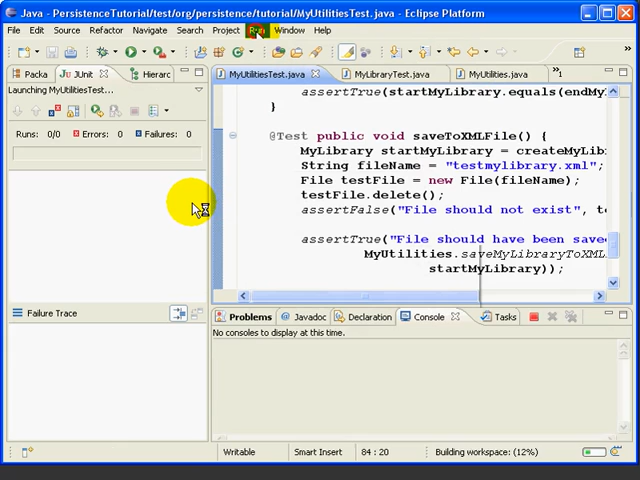 Java - PersistenceTutorial/test/org/persistence/tutorial/MyUtilitiesTest.java - Eclipse Platform
File Edit Source Refactor Navigate Search Project Run Window Help
Packa JUnit Hierarc
MyUtilitiesTest.java MyLibraryTest.java MyUtilities.java »1
Launching MyUtilitiesTest...
Runs: 0/0 Errors: 0 Failures: 0
assertTrue(startMyLibrary.equals(endMy
}
@Test public void saveToXMLFile() {
MyLibrary startMyLibrary = createMyLib
String fileName = "testmylibrary.xml";
File testFile = new File(fileName);
testFile.delete();
assertFalse("File should not exist", te
assertTrue("File should have been save
MyUtilities.saveMyLibraryToXML
startMyLibrary));
Failure Trace
Problems Javadoc Declaration Console Tasks
No consoles to display at this time.
Writable Smart Insert 84 : 20 Building workspace: (12%)